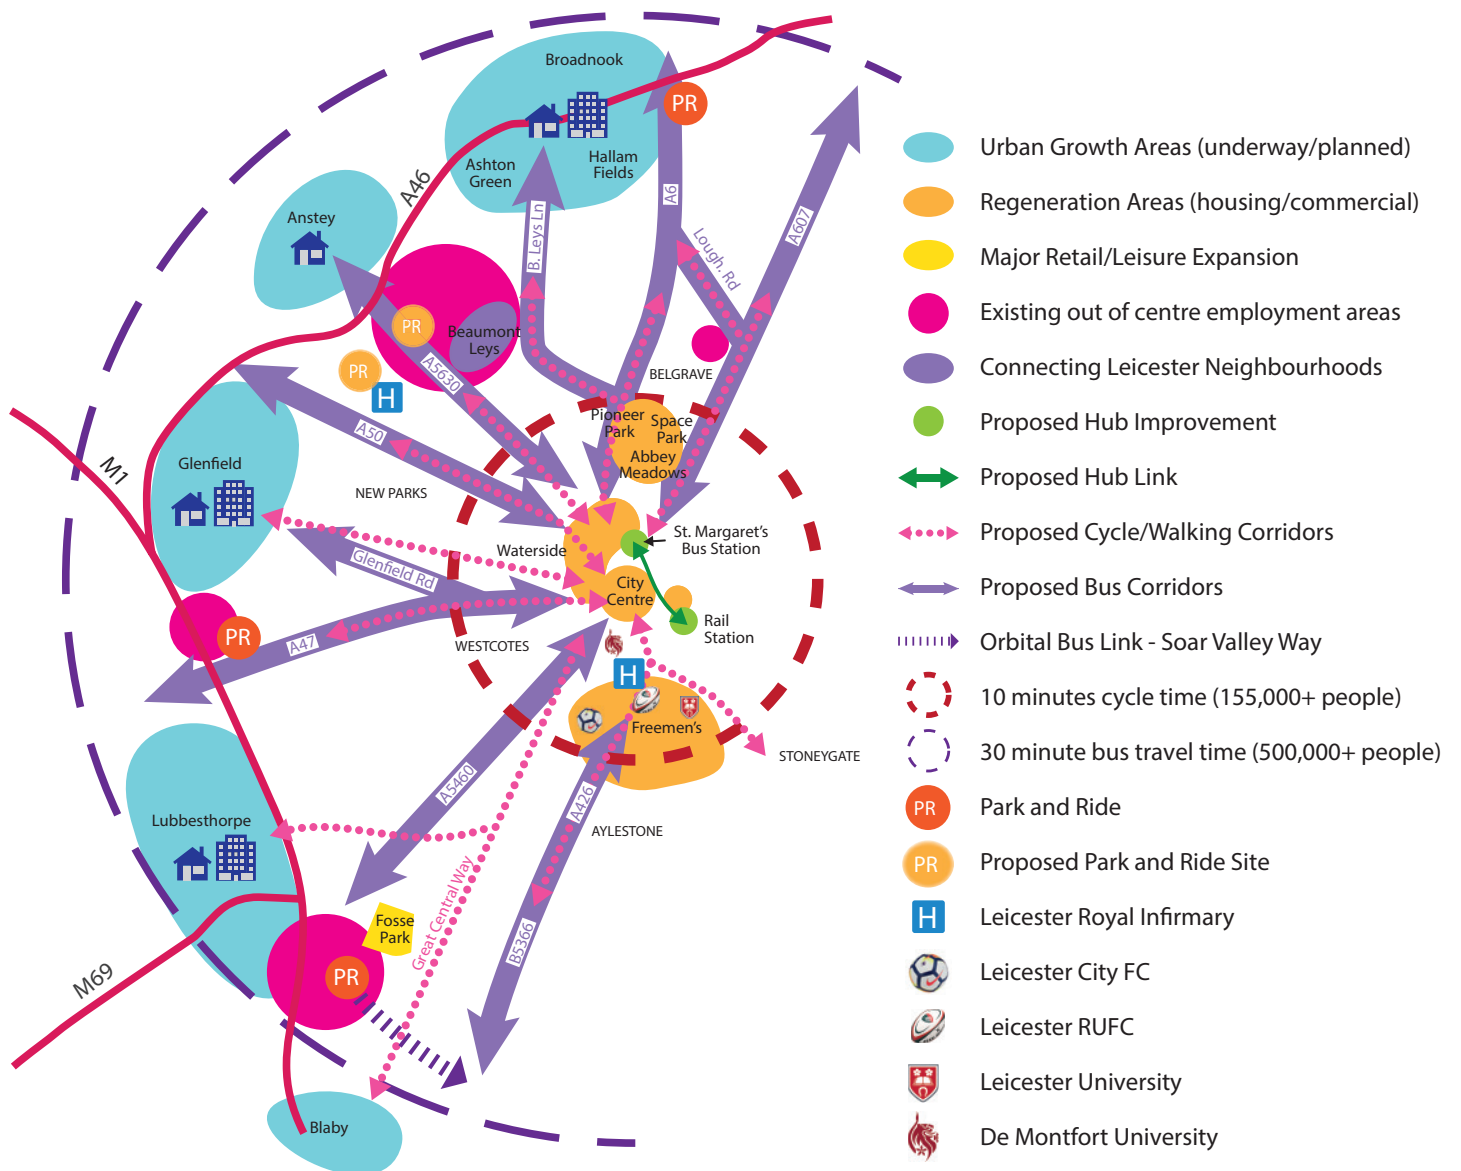 Broadnook
PR
Ashton
Green
Hallam
Fields
A46
A6
B. Leys Ln
Lough. Rd
A607
Anstey
PR
Beaumont
Leys
PR
H
A5630
BELGRAVE
Pioneer
Park
Space
Park
Abbey
Meadows
A50
M1
Glenfield
NEW PARKS
Waterside
St. Margaret's
Bus Station
Glenfield Rd
City
Centre
Rail
Station
PR
A47
WESTCOTES
H
Freemen's
STONEYGATE
A5460
A426
AYLESTONE
Lubbesthorpe
Great Central Way
Fosse
Park
B5366
PR
M69
Blaby
Urban Growth Areas (underway/planned)
Regeneration Areas (housing/commercial)
Major Retail/Leisure Expansion
Existing out of centre employment areas
Connecting Leicester Neighbourhoods
Proposed Hub Improvement
Proposed Hub Link
Proposed Cycle/Walking Corridors
Proposed Bus Corridors
Orbital Bus Link - Soar Valley Way
10 minutes cycle time (155,000+ people)
30 minute bus travel time (500,000+ people)
PR Park and Ride
PR Proposed Park and Ride Site
H Leicester Royal Infirmary
Leicester City FC
Leicester RUFC
Leicester University
De Montfort University